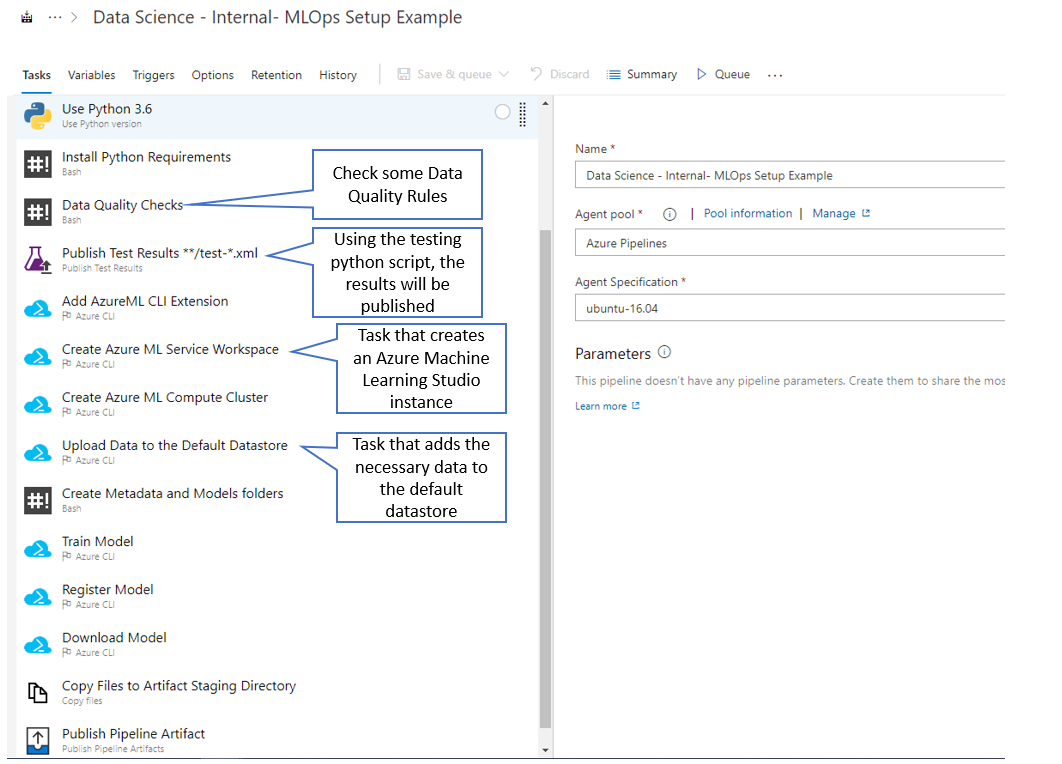 ... > Data Science - Internal- MLOps Setup Example
Tasks Variables Triggers Options Retention History Save & queue Discard Summary Queue ...
Use Python 3.6
Use Python version
Install Python Requirements
Bash
Data Quality Checks
Bash
Publish Test Results **/test-*.xml
Publish Test Results
Add AzureML CLI Extension
Azure CLI
Create Azure ML Service Workspace
Azure CLI
Create Azure ML Compute Cluster
Azure CLI
Upload Data to the Default Datastore
Azure CLI
Create Metadata and Models folders
Bash
Train Model
Azure CLI
Register Model
Azure CLI
Download Model
Azure CLI
Copy Files to Artifact Staging Directory
Copy files
Publish Pipeline Artifact
Publish Pipeline Artifacts
Check some Data
Quality Rules
Using the testing
python script, the
results will be
published
Task that creates
an Azure Machine
Learning Studio
instance
Task that adds the
necessary data to
the default
datastore
Name *
Data Science - Internal- MLOps Setup Example
Agent pool * | Pool information | Manage
Azure Pipelines
Agent Specification *
ubuntu-16.04
Parameters
This pipeline doesn't have any pipeline parameters. Create them to share the mos
Learn more